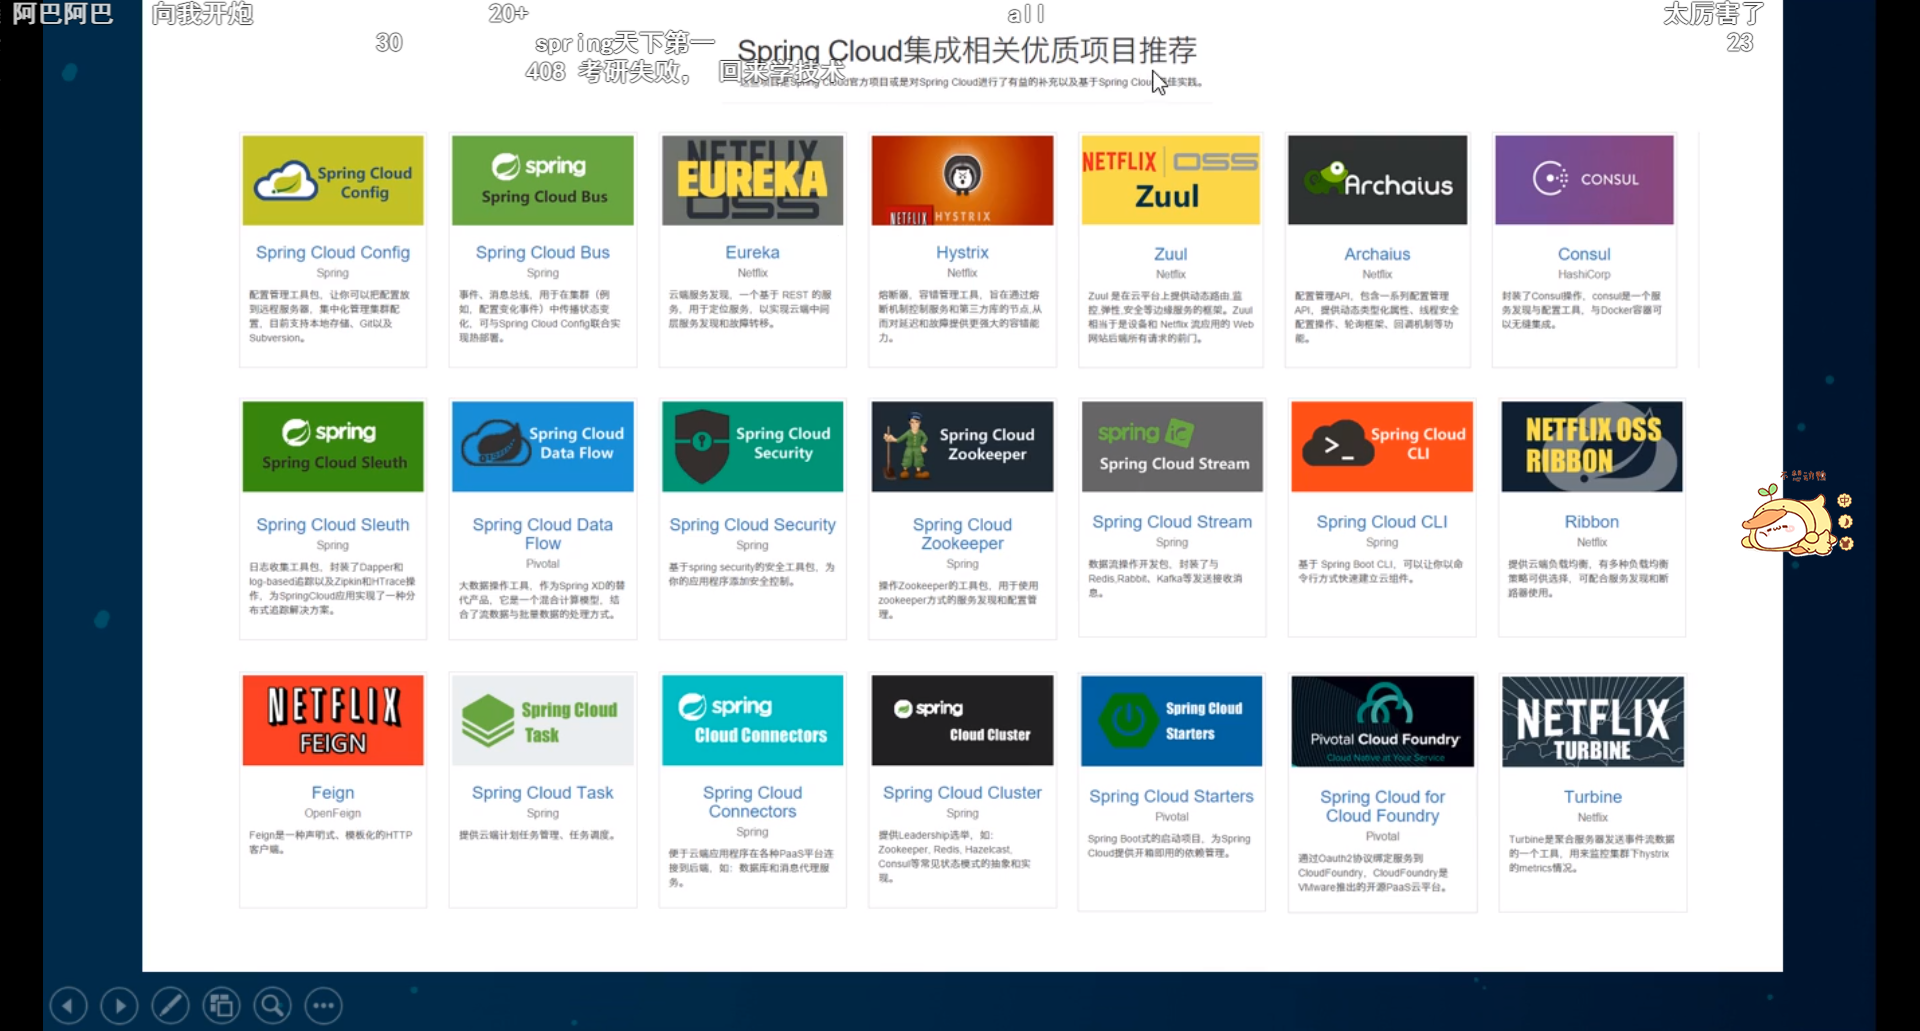 阿巴阿巴
向我开炮
20+
all
太厉害了
30
spring天下第一
23
408 考研失败， 回来学技术
Spring Cloud集成相关优质项目推荐
Cloud官方项目或是对Spring Cloud进行了有益的补充以及基于Spring
Spring Cloud
Config
spring
Spring Cloud Bus
NETFLIX
EUREKA
OSS
NETFLIX HYSTRIX
NETFLIX OSS
Zuul
Archaius
CONSUL
Spring Cloud Config
Spring
配置管理工具包，让你可以把配置放
到远程服务器，集中化管理集群配
置，目前支持本地存储、Git以及
Subversion。
Spring Cloud Bus
Spring
事件、消息总线，用于在集群（例
如，配置变化事件）中传播状态变
化，可与Spring Cloud Config联合实
现热部署。
Eureka
Netflix
云端服务发现，一个基于 REST 的服
务，用于定位服务，以实现云端中间
层服务发现和故障转移。
Hystrix
Netflix
熔断器，容错管理工具，旨在通过熔
断机制控制服务和第三方库的节点,从
而对延迟和故障提供更强大的容错能
力。
Zuul
Netflix
Zuul 是在云平台上提供动态路由,监
控,弹性,安全等边缘服务的框架。Zuul
相当于是设备和 Netflix 流应用的 Web
网站后端所有请求的前门。
Archaius
Netflix
配置管理API，包含一系列配置管理
API，提供动态类型化属性、线程安全
配置操作、轮询框架、回调机制等功
能。
Consul
HashiCorp
封装了Consul操作，consul是一个服
务发现与配置工具，与Docker容器可
以无缝集成。
spring
Spring Cloud Sleuth
Spring Cloud
Data Flow
Spring Cloud
Security
Spring Cloud
Zookeeper
spring
Spring Cloud Stream
Spring Cloud
CLI
NETFLIX OSS
RIBBON
不想动鸭
中
Spring Cloud Sleuth
Spring
日志收集工具包，封装了Dapper和
log-based追踪以及Zipkin和HTrace操
作，为SpringCloud应用实现了一种分
布式追踪解决方案。
Spring Cloud Data
Flow
Pivotal
大数据操作工具，作为Spring XD的替
代产品，它是一个混合计算模型，结
合了流数据与批量数据的处理方式。
Spring Cloud Security
Spring
基于spring security的安全工具包，为
你的应用程序添加安全控制。
Spring Cloud
Zookeeper
Spring
操作Zookeeper的工具包，用于使用
zookeeper方式的服务发现和配置管
理。
Spring Cloud Stream
Spring
数据流操作开发包，封装了与
Redis,Rabbit、Kafka等发送接收消
息。
Spring Cloud CLI
Spring
基于 Spring Boot CLI，可以让你以命
令行方式快速建立云组件。
Ribbon
Netflix
提供云端负载均衡，有多种负载均衡
策略可供选择，可配合服务发现和断
路器使用。
NETFLIX
FEIGN
Spring Cloud
Task
spring
Cloud Connectors
spring
Cloud Cluster
Spring Cloud
Starters
Pivotal Cloud Foundry
Cloud Native at Your Service
NETFLIX
TURBINE
Feign
OpenFeign
Feign是一种声明式、模板化的HTTP
客户端。
Spring Cloud Task
Spring
提供云端计划任务管理、任务调度。
Spring Cloud
Connectors
Spring
便于云端应用程序在各种PaaS平台连
接到后端，如：数据库和消息代理服
务。
Spring Cloud Cluster
Spring
提供Leadership选举，如：
Zookeeper, Redis, Hazelcast,
Consul等常见状态模式的抽象和实
现。
Spring Cloud Starters
Pivotal
Spring Boot式的启动项目，为Spring
Cloud提供开箱即用的依赖管理。
Spring Cloud for
Cloud Foundry
Pivotal
通过Oauth2协议绑定服务到
CloudFoundry，CloudFoundry是
VMware推出的开源PaaS云平台。
Turbine
Netflix
Turbine是聚合服务器发送事件流数据
的一个工具，用来监控集群下hystrix
的metrics情况。